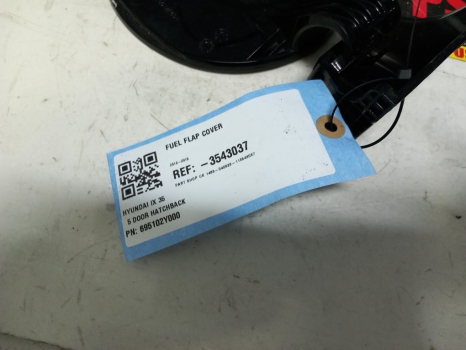 FUEL FLAP COVER
REF: -3543037
HYUNDAI IX 35
5 DOOR HATCHBACK
PN: 695102Y000